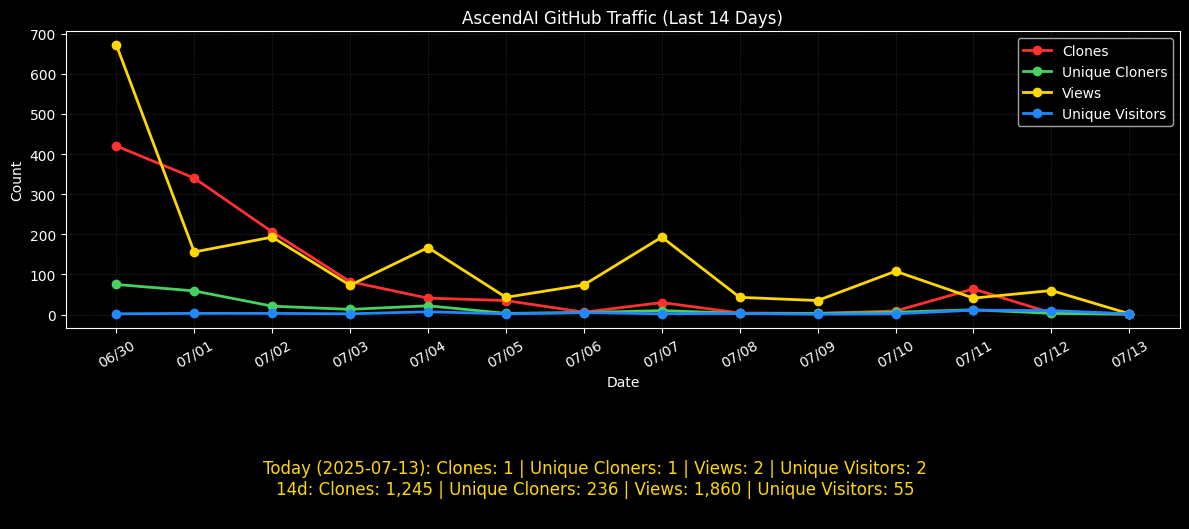 AscendAI GitHub Traffic (Last 14 Days)
700
600
500
400
300
200
100
0
Count
Clones
Unique Cloners
Views
Unique Visitors
06/30
07/01
07/02
07/03
07/04
07/05
07/06
07/07
07/08
07/09
07/10
07/11
07/12
07/13
Date
Today (2025-07-13): Clones: 1 | Unique Cloners: 1 | Views: 2 | Unique Visitors: 2
14d: Clones: 1,245 | Unique Cloners: 236 | Views: 1,860 | Unique Visitors: 55